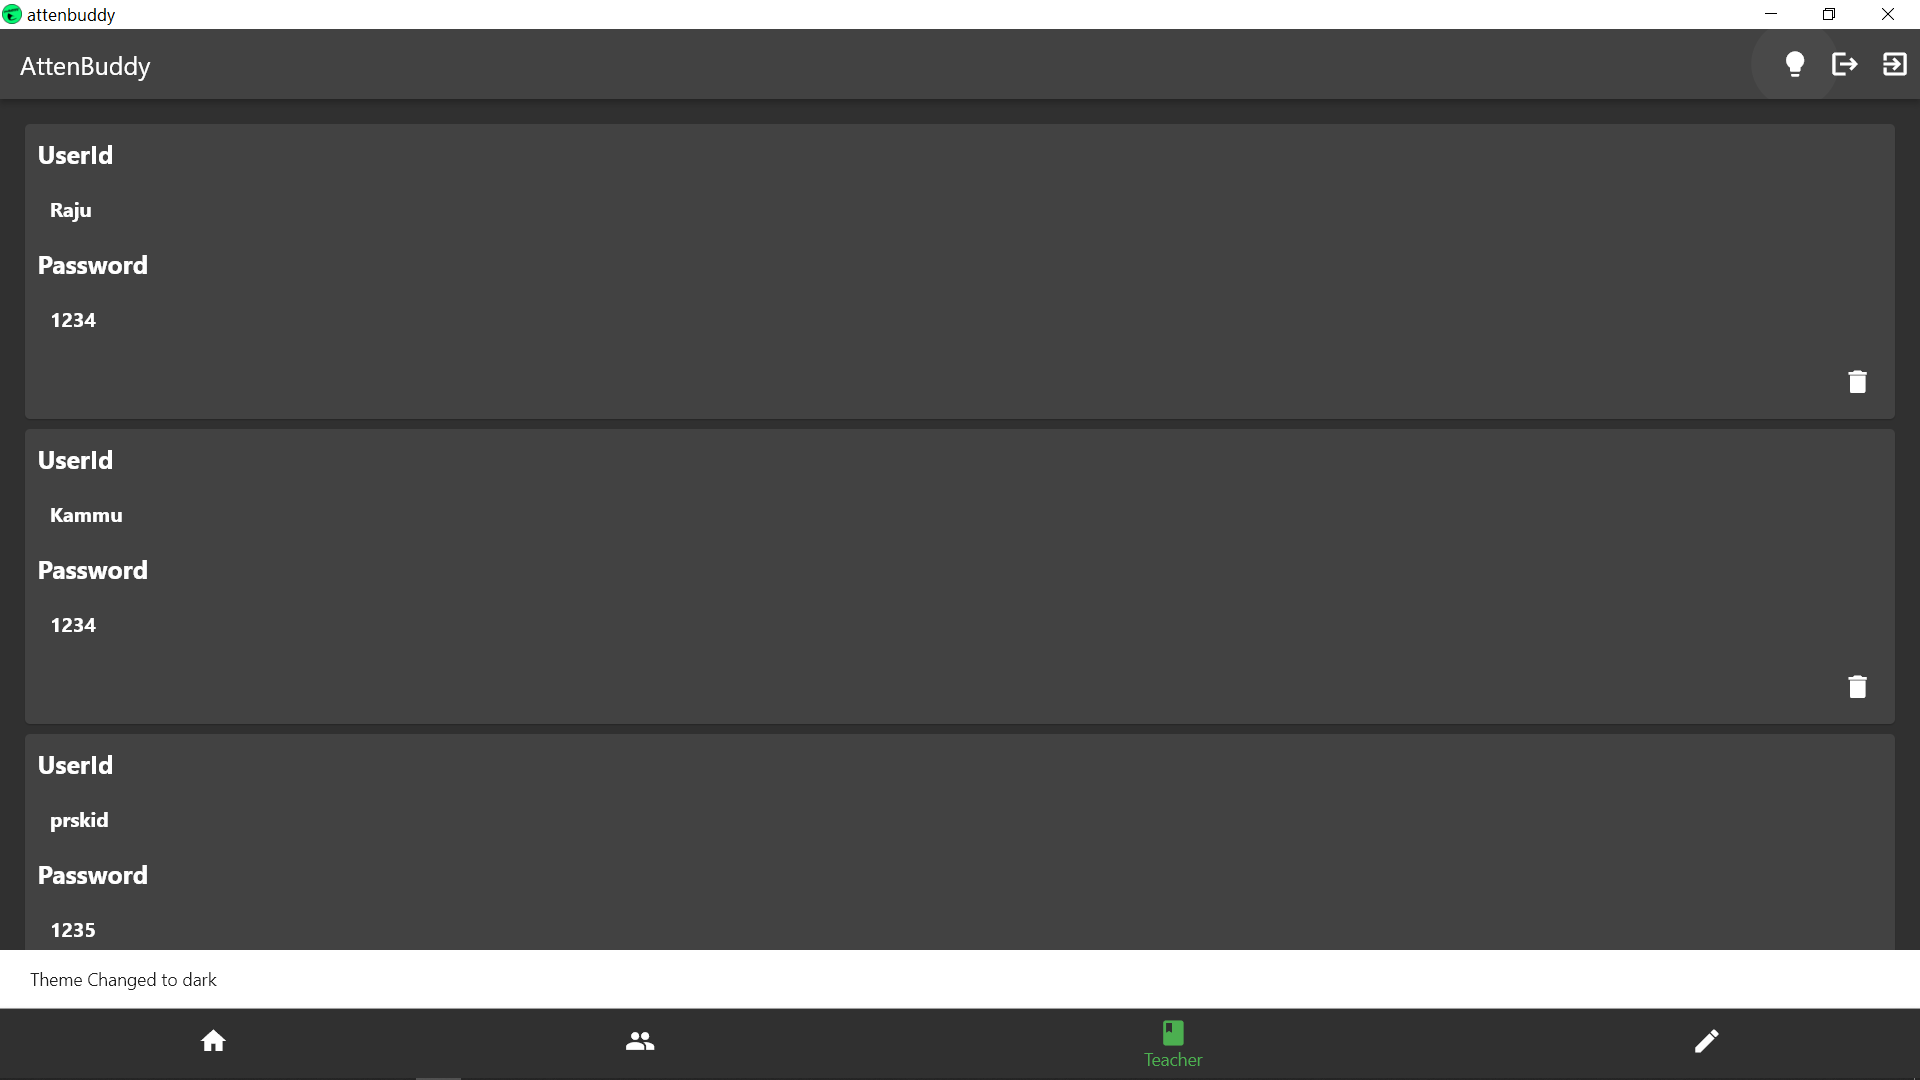 attenbuddy
AttenBuddy
UserId
Raju
Password
1234
UserId
Kammu
Password
1234
UserId
prskid
Password
1235
Theme Changed to dark
Teacher